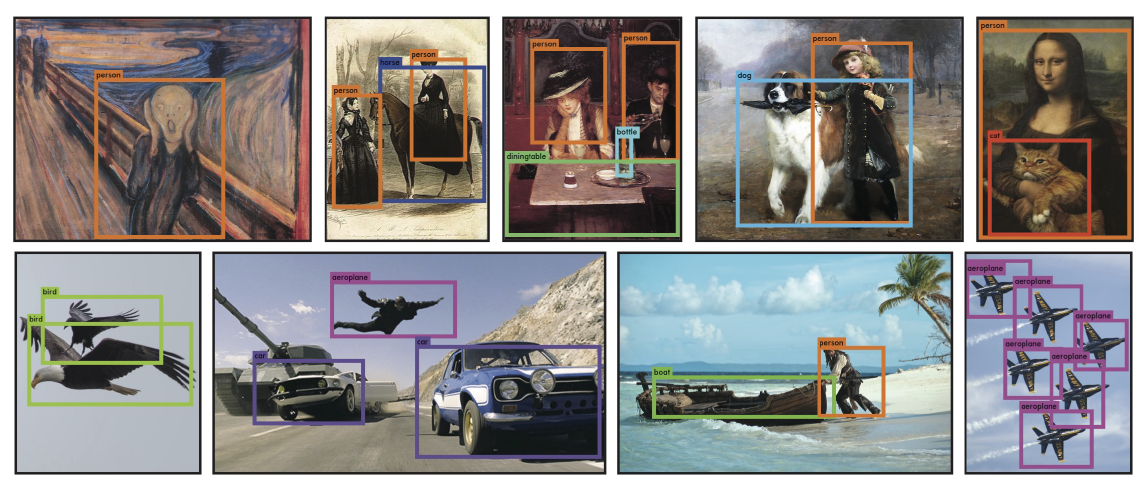 person
person
horse
person
person
person
bottle
diningtable
dog
person
person
cat
bird
bird
aeroplane
car
car
boat
person
aeroplane
aeroplane
aeroplane
aeroplane
aeroplane
aeroplane